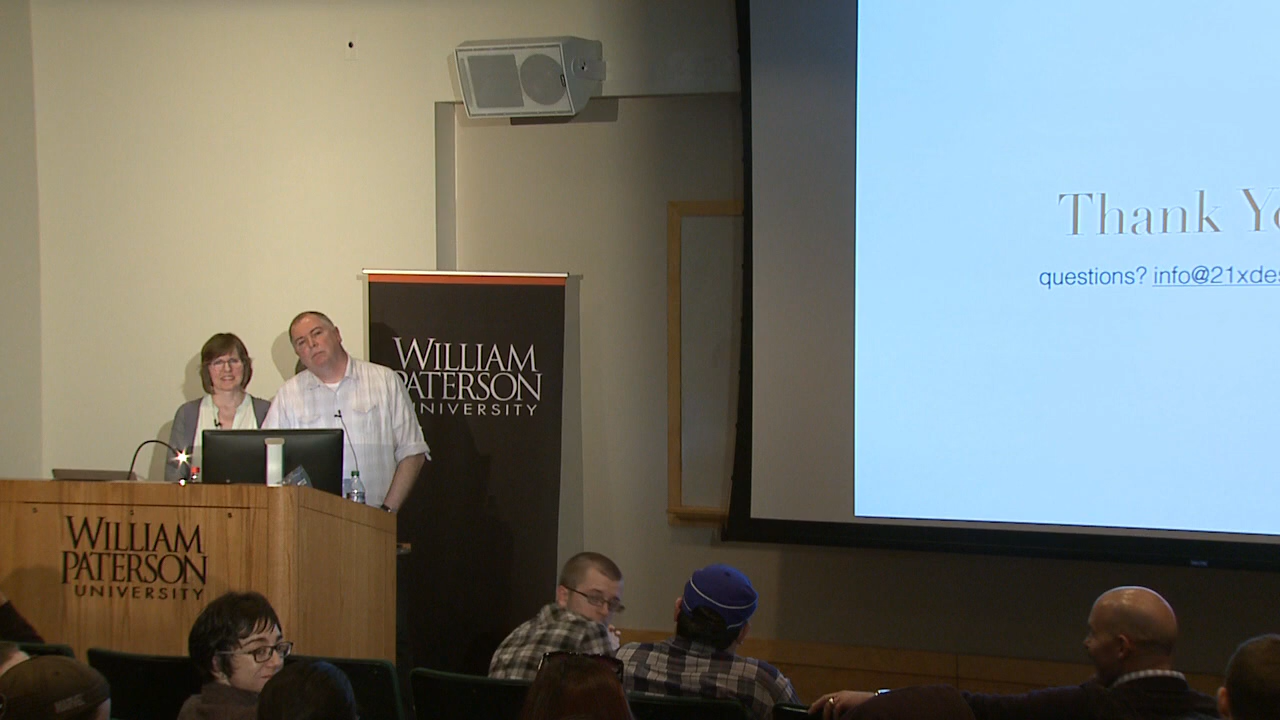 WILLIAM
PATERSON
UNIVERSITY
Thank Yo
questions? info@21xdes
WILLIAM
PATERSON
UNIVERSITY